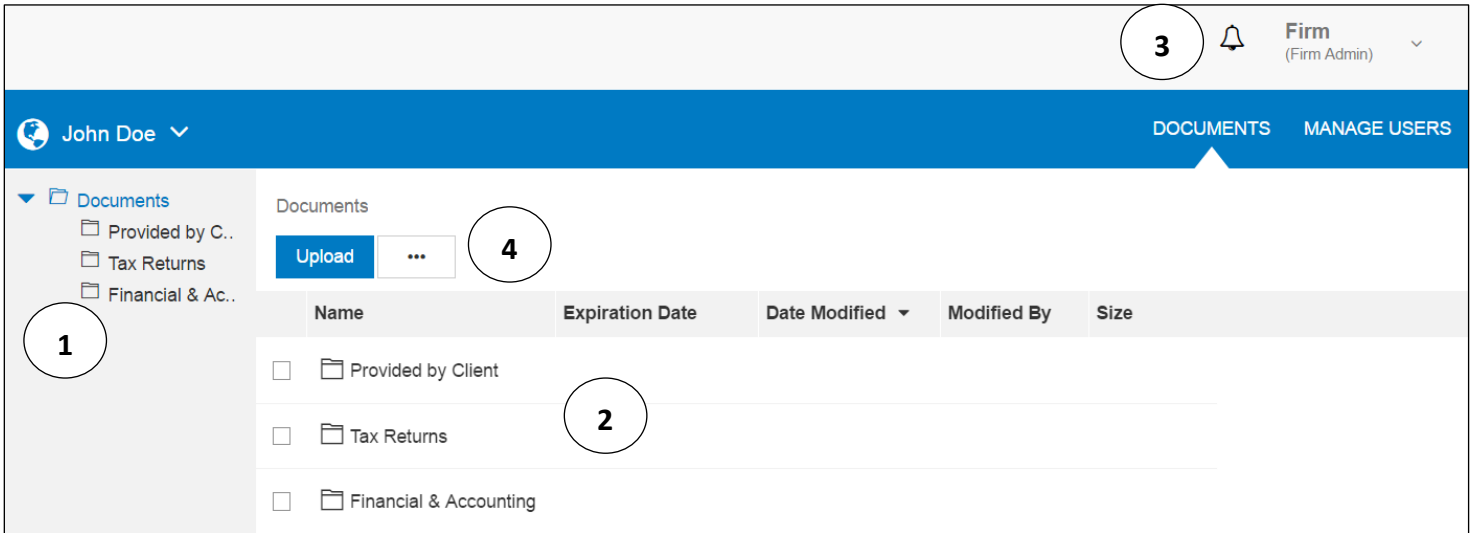 3
Firm
(Firm Admin)
John Doe
DOCUMENTS MANAGE USERS
Documents
Provided by C..
Tax Returns
Financial & Ac..
1
Documents
Upload ...
4
Name Expiration Date Date Modified Modified By Size
Provided by Client
2
Tax Returns
Financial & Accounting